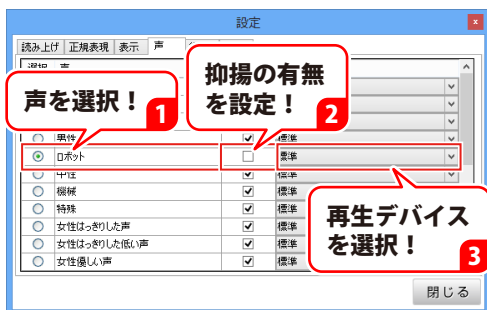 設定
読み上げ 正規表現 表示 声
声を選択！ 1
抑揚の有無
を設定！ 2
男性
ロボット 標準
中性 標準
機械 標準
特殊 標準
女性はっきりした声 標準
女性はっきりした低い声 標準
女性優しい声 標準
再生デバイス
を選択！ 3
閉じる